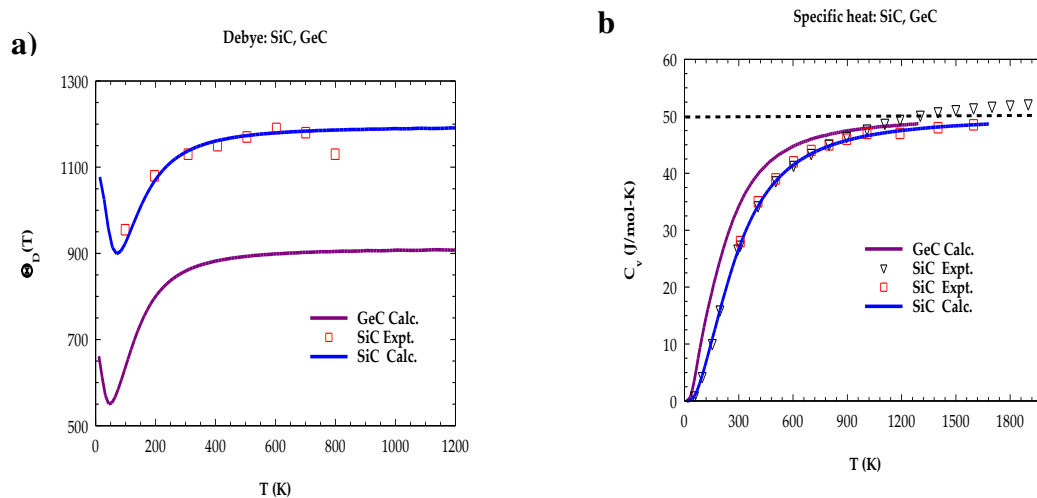 a)
Debye: SiC, GeC
1300
1100
900
700
500
Θ_D(T)
GeC Calc.
SiC Expt.
SiC Calc.
0 200 400 600 800 1000 1200
T (K)
b
Specific heat: SiC, GeC
60
50
40
30
20
10
0
C_v (J/mol-K)
GeC Calc.
SiC Expt.
SiC Expt.
SiC Calc.
0 300 600 900 1200 1500 1800
T (K)